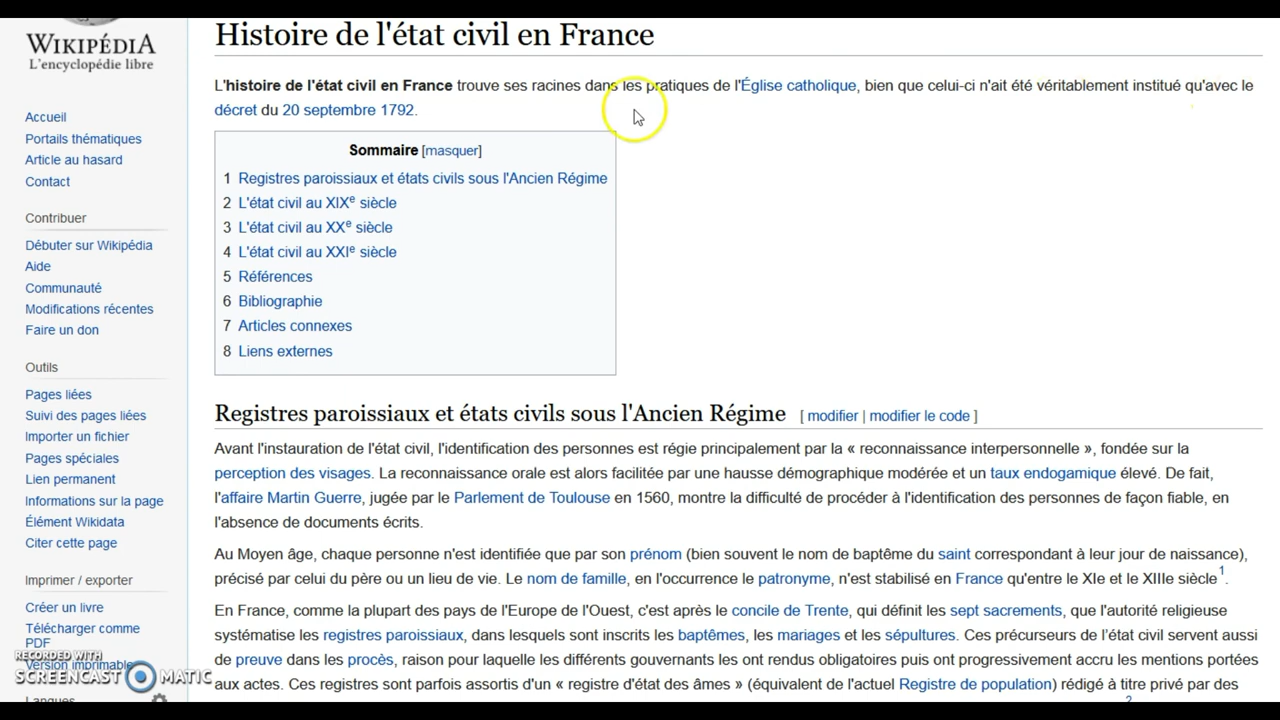 WIKIPÉDIA
L'encyclopédie libre
Accueil
Portails thématiques
Article au hasard
Contact
Contribuer
Débuter sur Wikipédia
Aide
Communauté
Modifications récentes
Faire un don
Outils
Pages liées
Suivi des pages liées
Importer un fichier
Pages spéciales
Lien permanent
Informations sur la page
Élément Wikidata
Citer cette page
Imprimer / exporter
Créer un livre
Télécharger comme
PDF
Version imprimable
Langues
RECORDED WITH
SCREENCAST MATIC
Histoire de l'état civil en France
L'histoire de l'état civil en France trouve ses racines dans les pratiques de l'Église catholique, bien que celui-ci n'ait été véritablement institué qu'avec le
décret du 20 septembre 1792.
Sommaire [masquer]
1 Registres paroissiaux et états civils sous l'Ancien Régime
2 L'état civil au XIXe siècle
3 L'état civil au XXe siècle
4 L'état civil au XXIe siècle
5 Références
6 Bibliographie
7 Articles connexes
8 Liens externes
Registres paroissiaux et états civils sous l'Ancien Régime [ modifier | modifier le code ]
Avant l'instauration de l'état civil, l'identification des personnes est régie principalement par la « reconnaissance interpersonnelle », fondée sur la
perception des visages. La reconnaissance orale est alors facilitée par une hausse démographique modérée et un taux endogamique élevé. De fait,
l'affaire Martin Guerre, jugée par le Parlement de Toulouse en 1560, montre la difficulté de procéder à l'identification des personnes de façon fiable, en
l'absence de documents écrits.
Au Moyen âge, chaque personne n'est identifiée que par son prénom (bien souvent le nom de baptême du saint correspondant à leur jour de naissance),
précisé par celui du père ou un lieu de vie. Le nom de famille, en l'occurrence le patronyme, n'est stabilisé en France qu'entre le XIe et le XIIIe siècle1.
En France, comme la plupart des pays de l'Europe de l'Ouest, c'est après le concile de Trente, qui définit les sept sacrements, que l'autorité religieuse
systématise les registres paroissiaux, dans lesquels sont inscrits les baptêmes, les mariages et les sépultures. Ces précurseurs de l'état civil servent aussi
de preuve dans les procès, raison pour laquelle les différents gouvernants les ont rendus obligatoires puis ont progressivement accru les mentions portées
aux actes. Ces registres sont parfois assortis d'un « registre d'état des âmes » (équivalent de l'actuel Registre de population) rédigé à titre privé par des
2